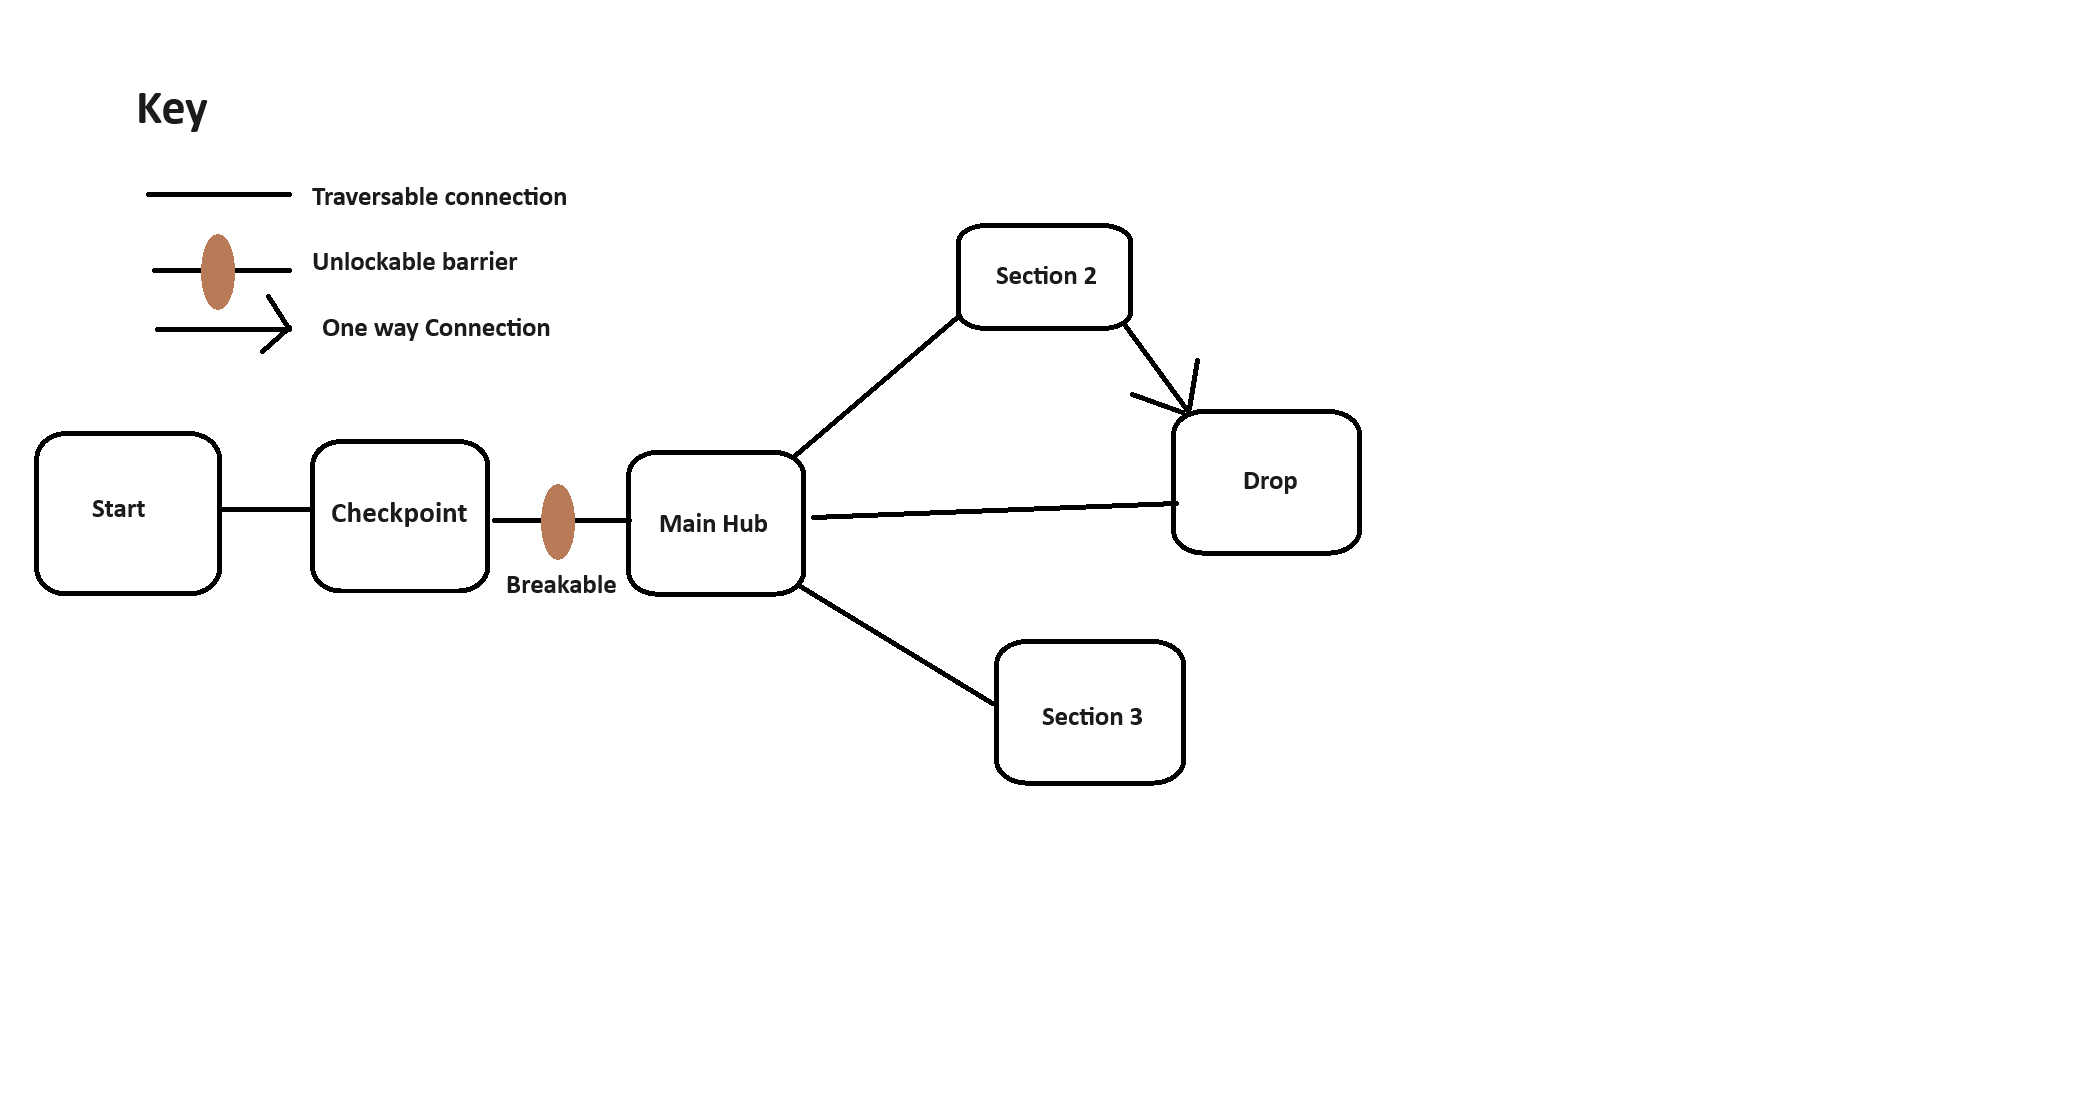 Key
Traversable connection
Unlockable barrier
One way Connection
Section 2
Start
Checkpoint
Breakable
Main Hub
Drop
Section 3